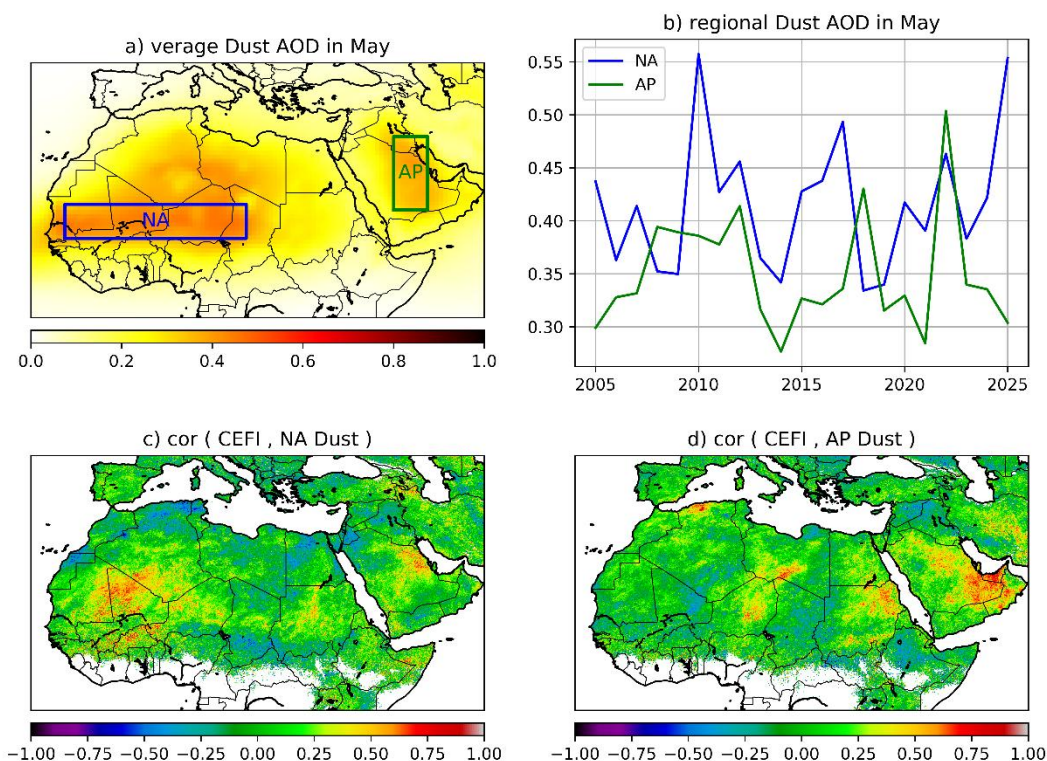 a) verage Dust AOD in May
AP
NA
0.0 0.2 0.4 0.6 0.8 1.0
b) regional Dust AOD in May
NA
AP
0.55
0.50
0.45
0.40
0.35
0.30
2005 2010 2015 2020 2025
c) cor ( CEFI , NA Dust )
−1.00 −0.75 −0.50 −0.25 0.00 0.25 0.50 0.75 1.00
d) cor ( CEFI , AP Dust )
−1.00 −0.75 −0.50 −0.25 0.00 0.25 0.50 0.75 1.00